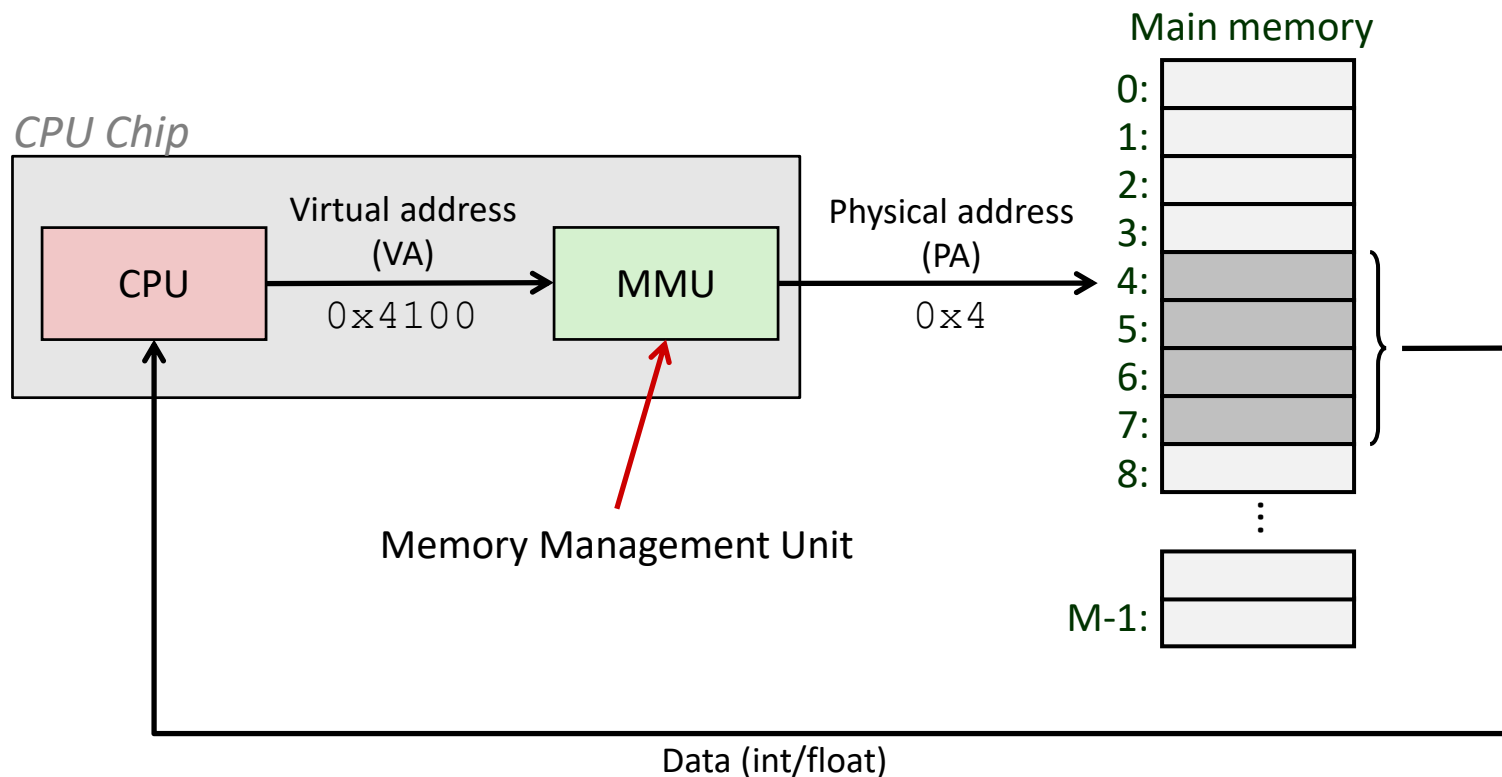 Main memory
0:
1:
2:
3:
4:
5:
6:
7:
8:
⋮
M-1:
CPU Chip
Virtual address
(VA)
CPU
MMU
0x4100
Physical address
(PA)
0x4
Memory Management Unit
Data (int/float)